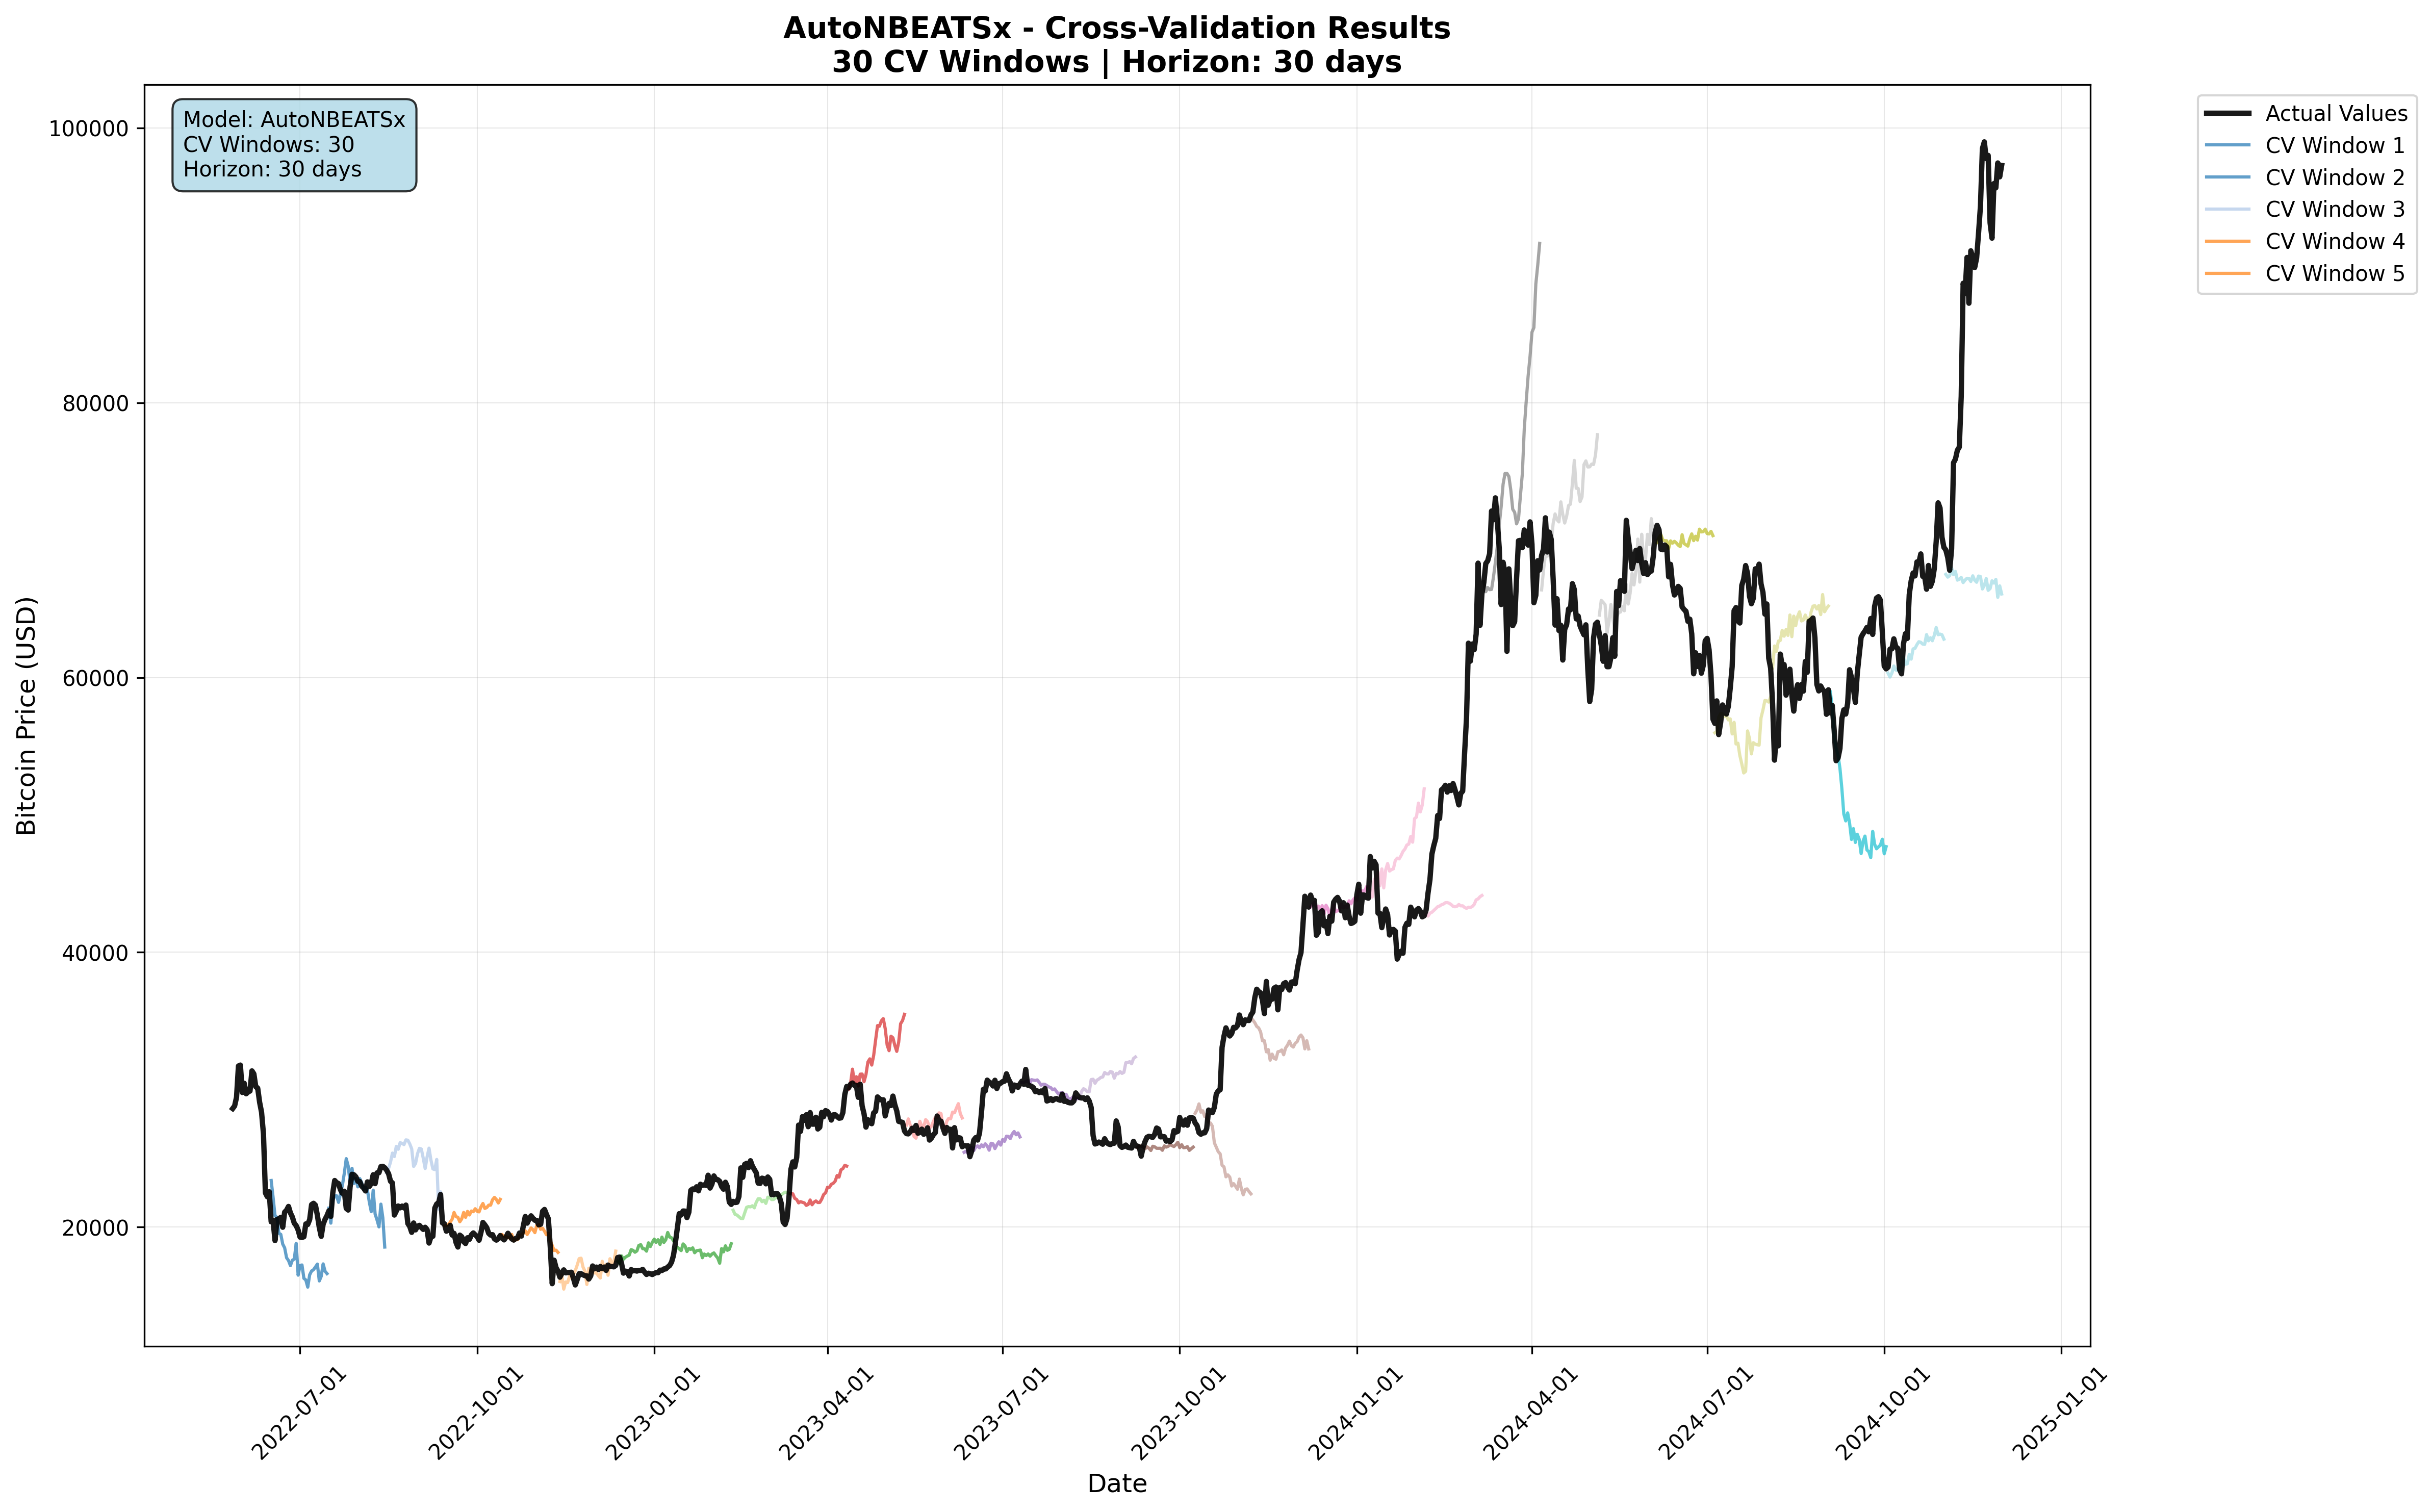 AutoNBEATSx - Cross-Validation Results
30 CV Windows | Horizon: 30 days
Model: AutoNBEATSx
CV Windows: 30
Horizon: 30 days
Actual Values
CV Window 1
CV Window 2
CV Window 3
CV Window 4
CV Window 5
Bitcoin Price (USD)
100000
80000
60000
40000
20000
2022-07-01
2022-10-01
2023-01-01
2023-04-01
2023-07-01
2023-10-01
2024-01-01
2024-04-01
2024-07-01
2024-10-01
2025-01-01
Date